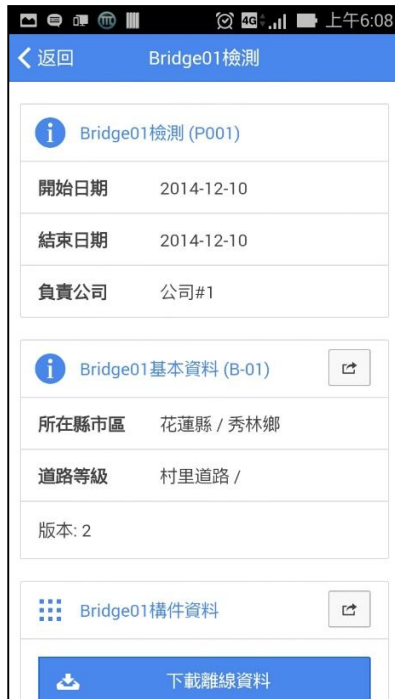 4G 上午6:08
返回 Bridge01檢測
Bridge01檢測 (P001)
開始日期 2014-12-10
結束日期 2014-12-10
負責公司 公司#1
Bridge01基本資料 (B-01)
所在縣市區 花蓮縣 / 秀林鄉
道路等級 村里道路 /
版本: 2
Bridge01構件資料
下載離線資料